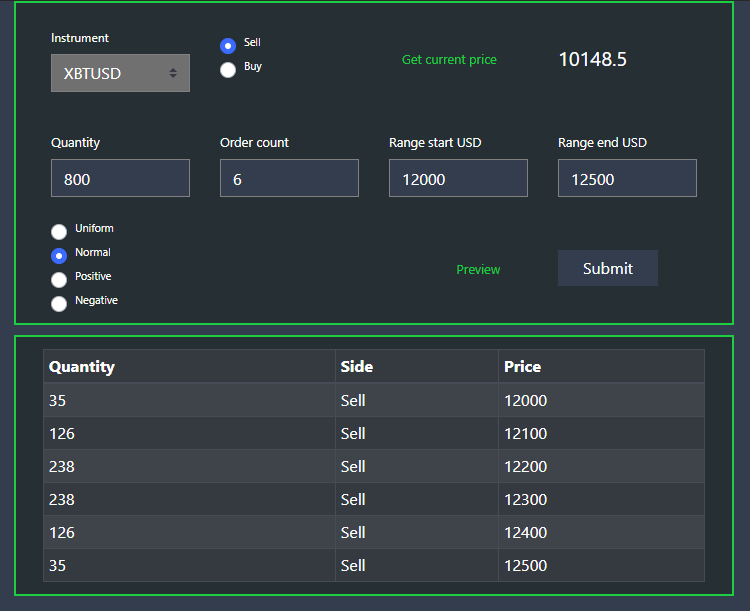 Instrument
XBTUSD
Sell
Buy
Get current price
10148.5
Quantity Order count Range start USD Range end USD
800 6 12000 12500
Uniform
Normal
Positive
Negative
Preview
Submit
Quantity Side Price
35 Sell 12000
126 Sell 12100
238 Sell 12200
238 Sell 12300
126 Sell 12400
35 Sell 12500